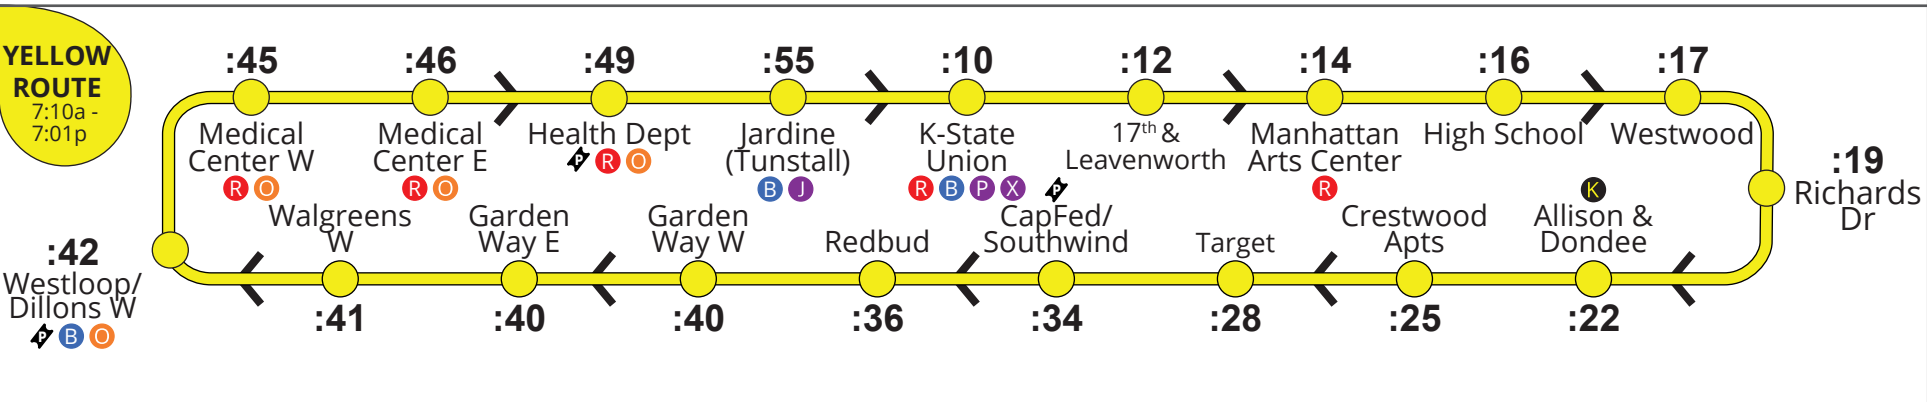 YELLOW
ROUTE
7:10a -
7:01p
:45
Medical
Center W
R O
:46
Medical
Center E
R O
:49
Health Dept
P R O
:55
Jardine
(Tunstall)
B J
:10
K-State
Union
R B P X
:12
17th &
Leavenworth
:14
Manhattan
Arts Center
R
:16
High School
:17
Westwood
:19
Richards
Dr
K
Allison &
Dondee
:22
Crestwood
Apts
:25
Target
:28
P
CapFed/
Southwind
:34
Redbud
:36
Garden
Way W
:40
Garden
Way E
:40
Walgreens
W
:41
:42
Westloop/
Dillons W
P B O